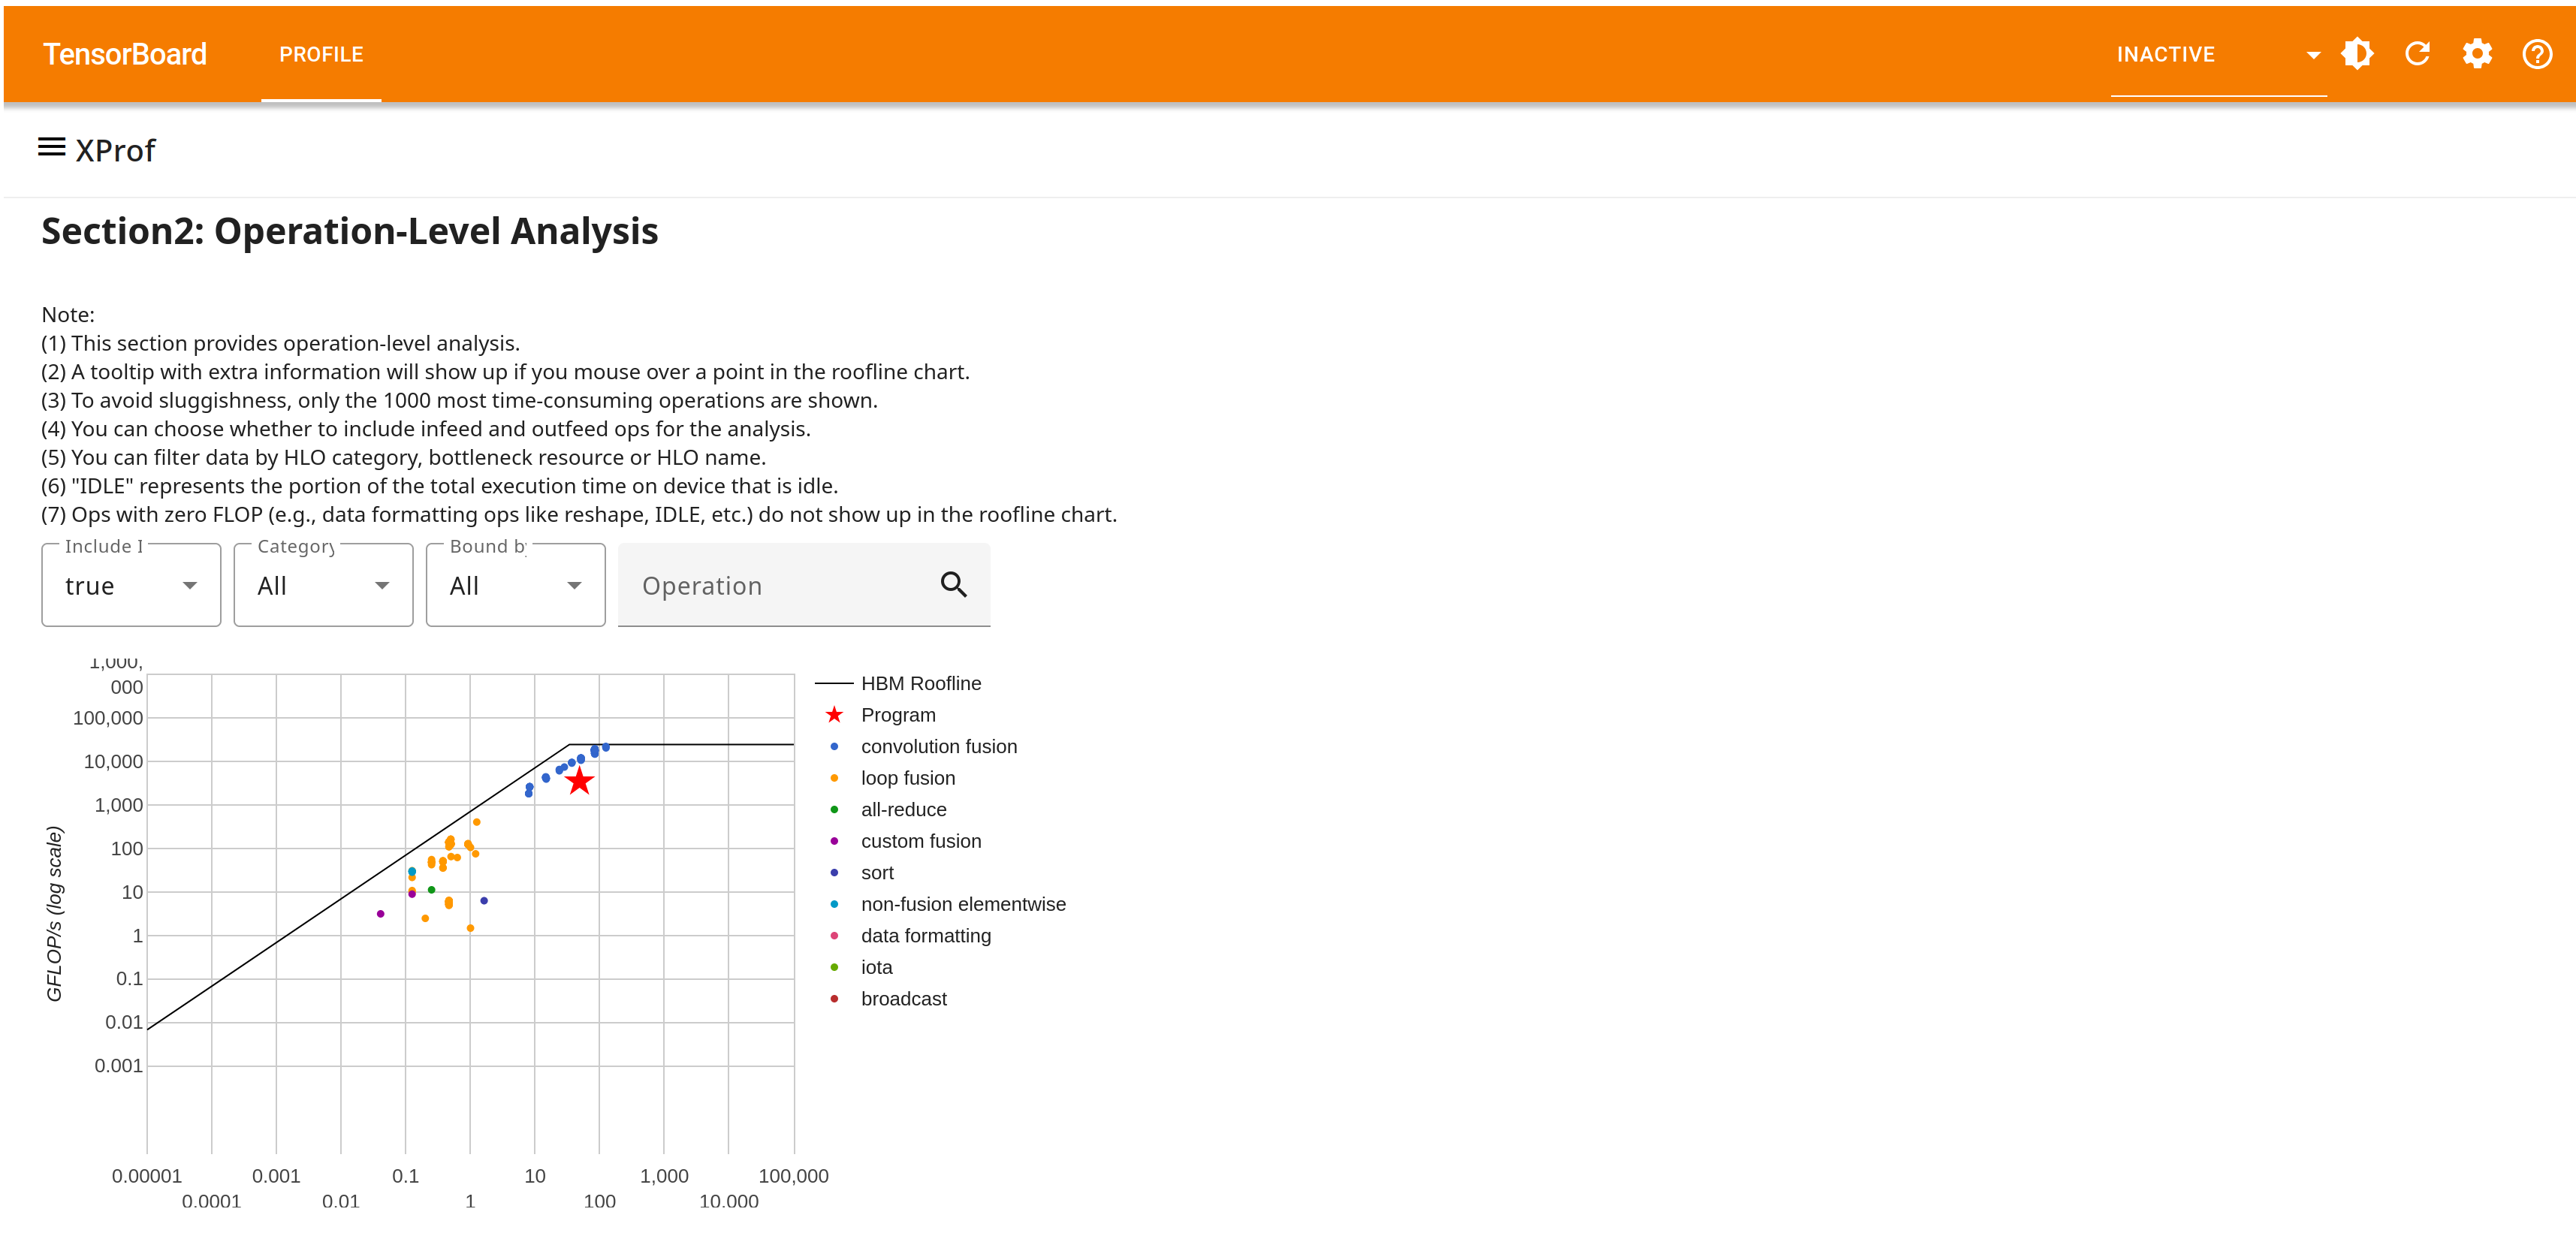 TensorBoard PROFILE INACTIVE
XProf
Section2: Operation-Level Analysis
Note:
(1) This section provides operation-level analysis.
(2) A tooltip with extra information will show up if you mouse over a point in the roofline chart.
(3) To avoid sluggishness, only the 1000 most time-consuming operations are shown.
(4) You can choose whether to include infeed and outfeed ops for the analysis.
(5) You can filter data by HLO category, bottleneck resource or HLO name.
(6) "IDLE" represents the portion of the total execution time on device that is idle.
(7) Ops with zero FLOP (e.g., data formatting ops like reshape, IDLE, etc.) do not show up in the roofline chart.
Include I Category Bound by
true All All Operation
1,000,
000
100,000
10,000
1,000
100
10
1
0.1
0.01
0.001
GFLOP/s (log scale)
0.00001 0.001 0.1 10 1,000 100,000
0.0001 0.01 1 100 10,000
HBM Roofline
Program
convolution fusion
loop fusion
all-reduce
custom fusion
sort
non-fusion elementwise
data formatting
iota
broadcast